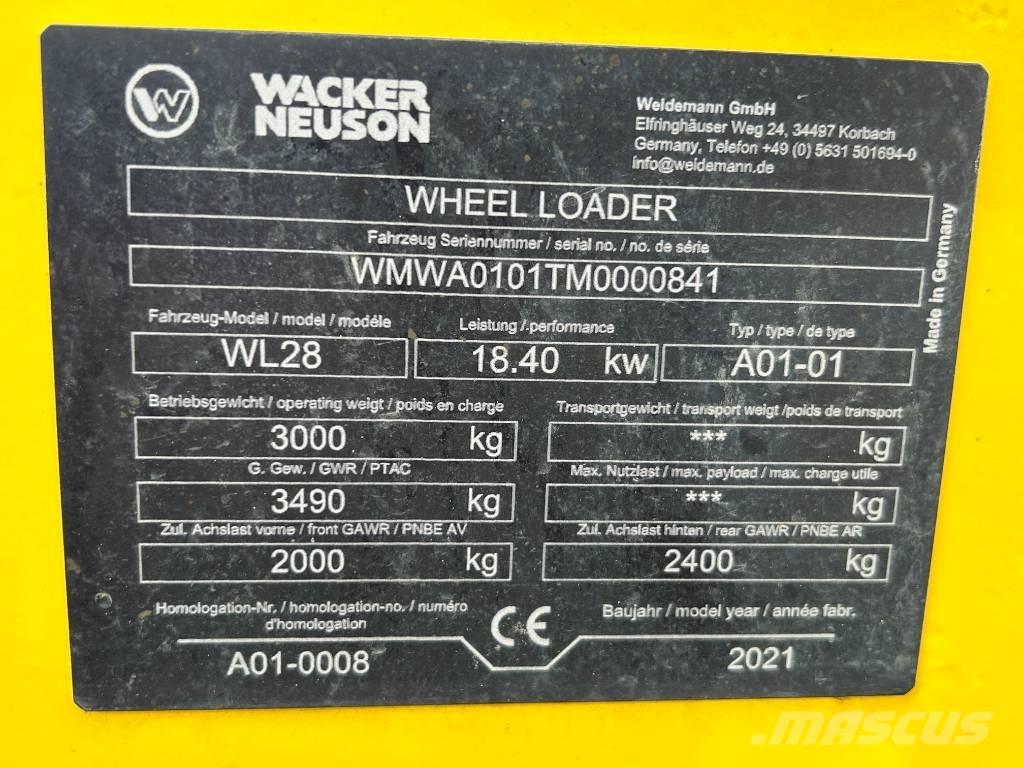 W
WACKER
NEUSON
Weidemann GmbH
Elfringhäuser Weg 24, 34497 Korbach
Germany, Telefon +49 (0) 5631 501694-0
info@weidemann.de
WHEEL LOADER
Fahrzeug Seriennummer / serial no. / no. de série
WMWA0101TM0000841
Made in Germany
Fahrzeug-Model / model / modéle
Leistung / performance
Typ / type / de type
WL28
18.40 kw
A01-01
Betriebsgewicht / operating weigt / poids en charge
Transportgewicht / transport weigt /poids de transport
3000 kg
*** kg
G. Gew. / GWR / PTAC
Max. Nutzlast / max. payload / max. charge utile
3490 kg
*** kg
Zul. Achslast vorne / front GAWR / PNBE AV
Zul. Achslast hinten / rear GAWR / PNBE AR
2000 kg
2400 kg
Homologation-Nr. / homologation-no. / numéro
d'homologation
CE
Baujahr / model year / année fabr.
A01-0008
2021
mascus